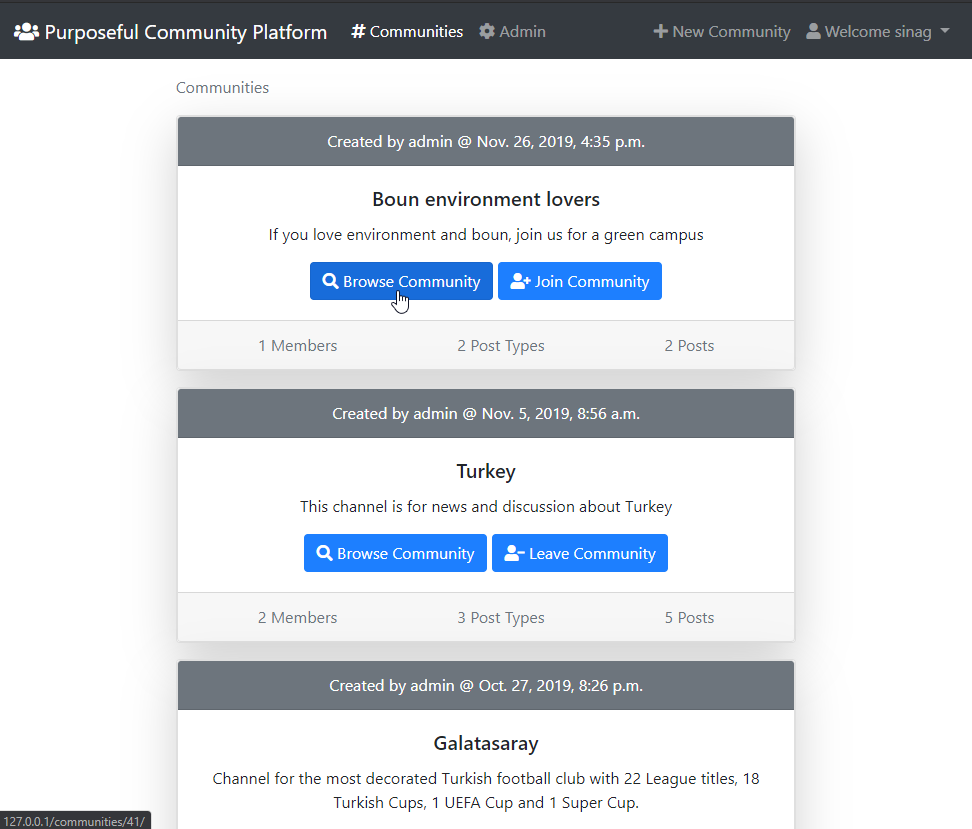 Purposeful Community Platform # Communities Admin New Community Welcome sinag
Communities
Created by admin @ Nov. 26, 2019, 4:35 p.m.
Boun environment lovers
If you love environment and boun, join us for a green campus
Browse Community Join Community
1 Members 2 Post Types 2 Posts
Created by admin @ Nov. 5, 2019, 8:56 a.m.
Turkey
This channel is for news and discussion about Turkey
Browse Community Leave Community
2 Members 3 Post Types 5 Posts
Created by admin @ Oct. 27, 2019, 8:26 p.m.
Galatasaray
Channel for the most decorated Turkish football club with 22 League titles, 18
Turkish Cups, 1 UEFA Cup and 1 Super Cup.
127.0.0.1/communities/41/